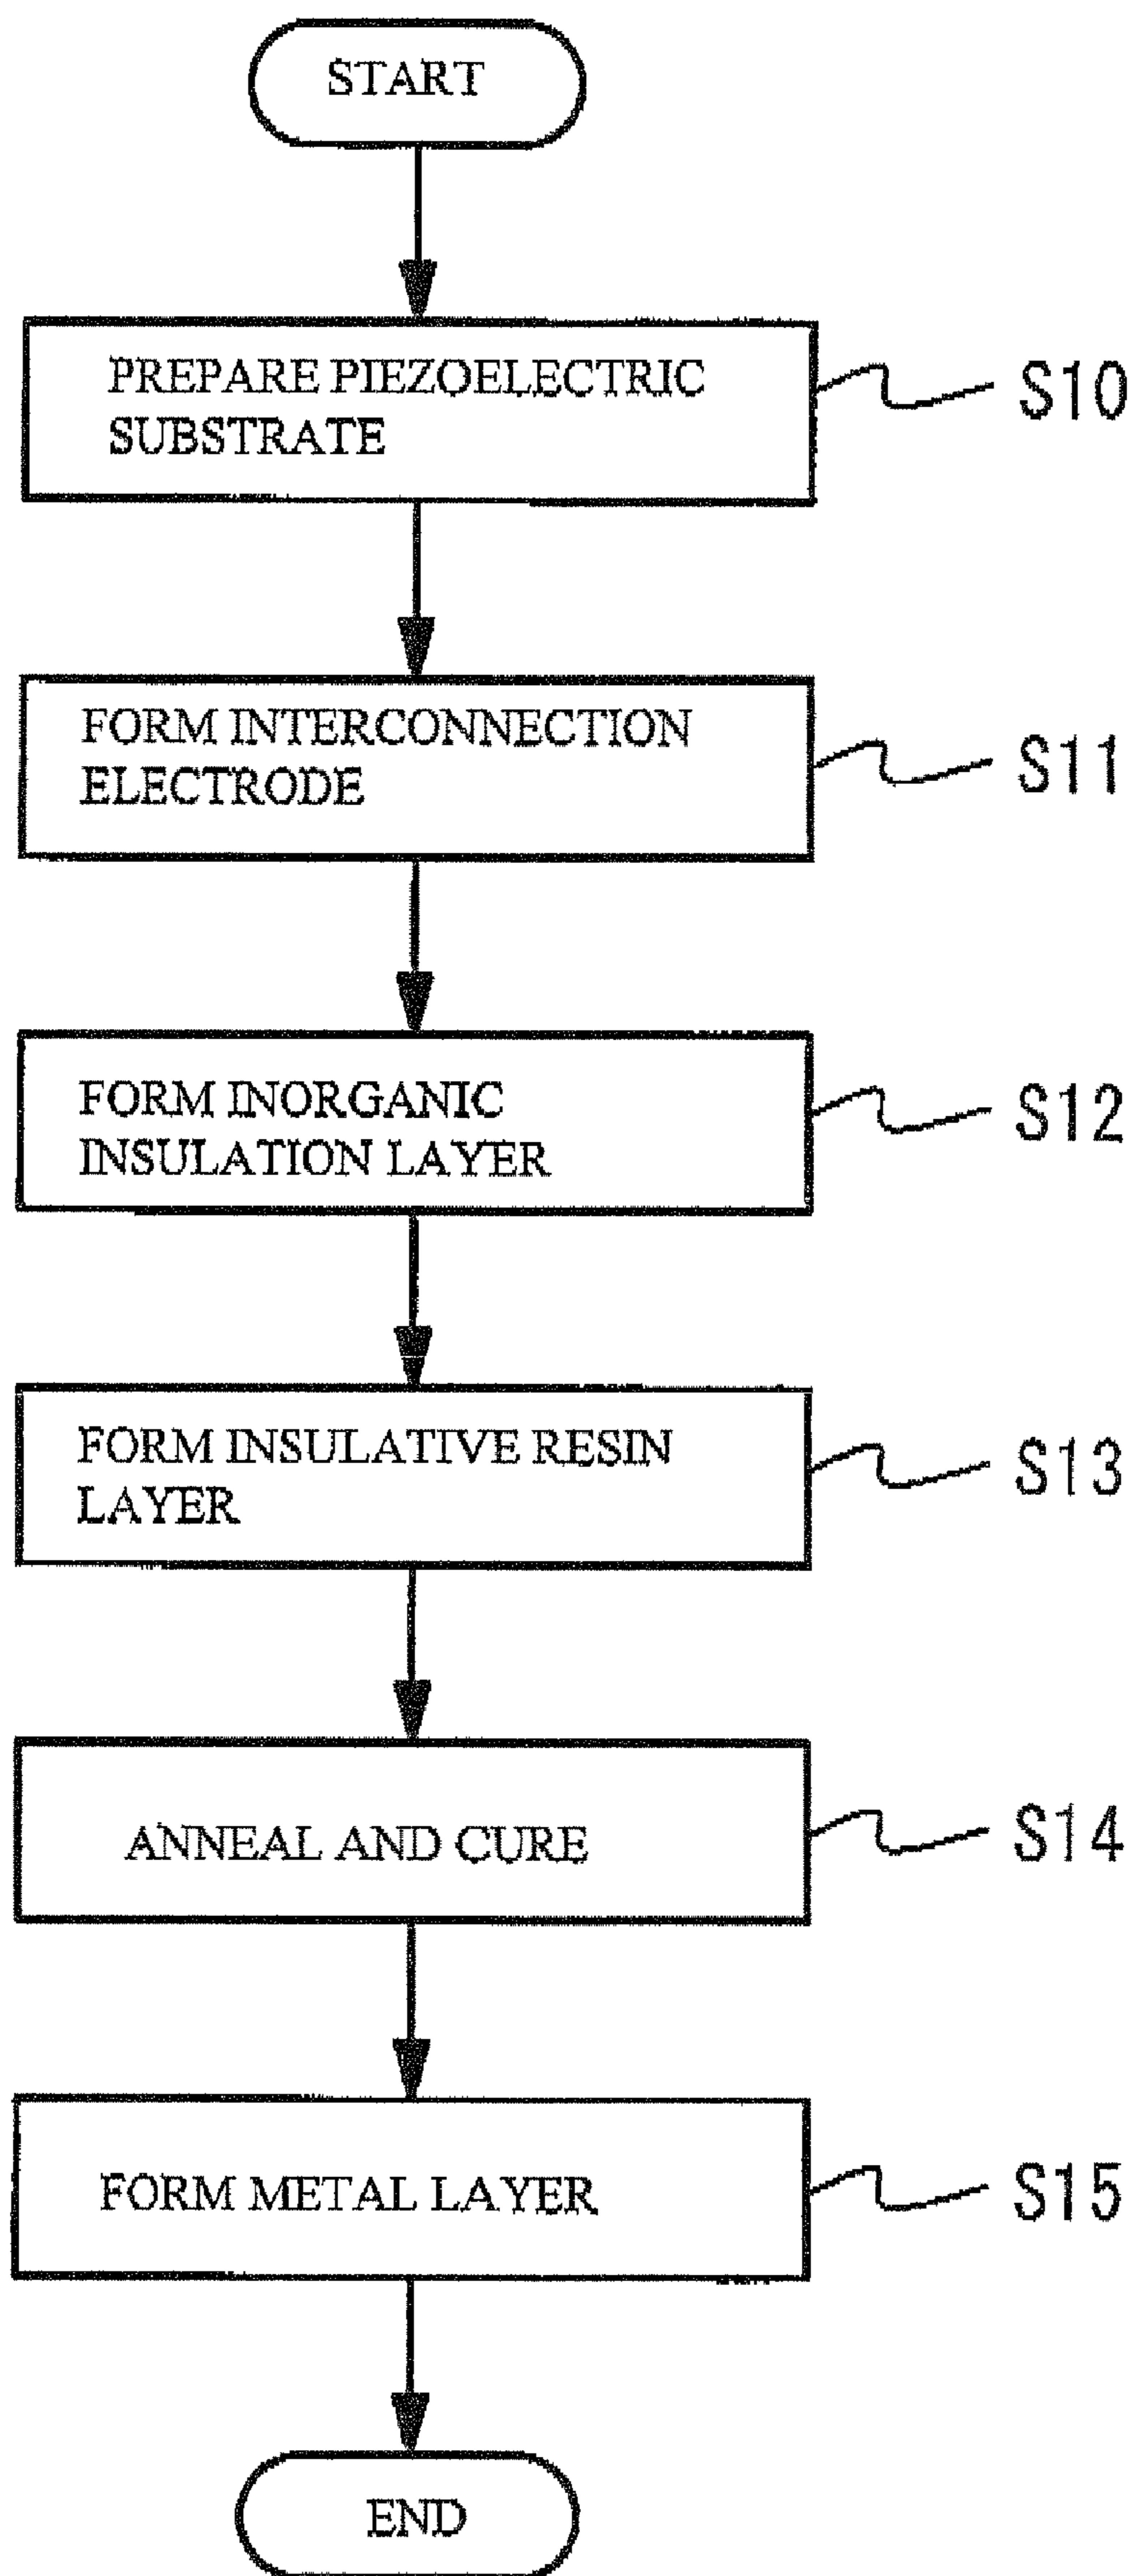 START
PREPARE PIEZOELECTRIC
SUBSTRATE
S10
FORM INTERCONNECTION
ELECTRODE
S11
FORM INORGANIC
INSULATION LAYER
S12
FORM INSULATIVE RESIN
LAYER
S13
ANNEAL AND CURE
S14
FORM METAL LAYER
S15
END